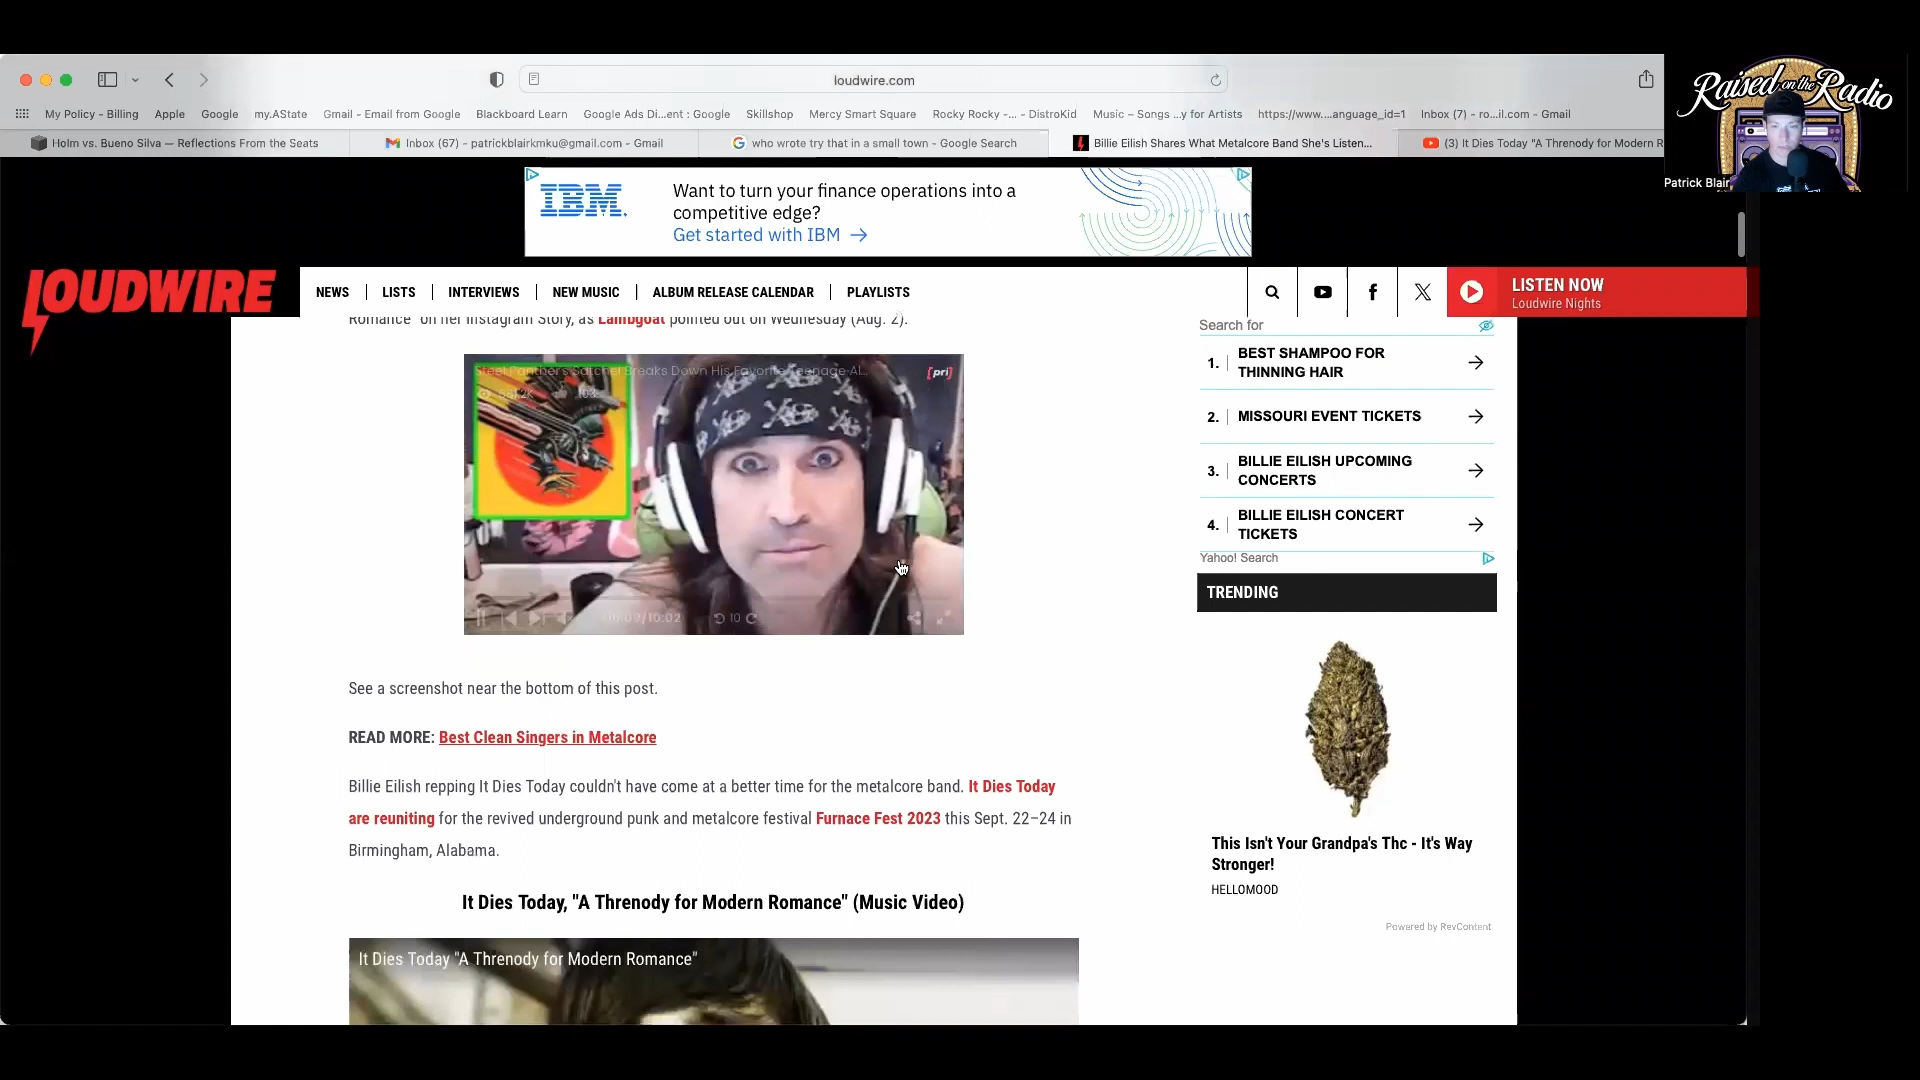 loudwire.com
Raised on the Radio
My Policy - Billing Apple Google my.AState Gmail - Email from Google Blackboard Learn Google Ads Di...ent : Google Skillshop Mercy Smart Square Rocky Rocky -... - DistroKid Music – Songs ...y for Artists https://www....anguage_id=1 Inbox (7) - ro...il.com - Gmail
Holm vs. Bueno Silva — Reflections From the Seats Inbox (67) - patrickblairkmku@gmail.com - Gmail who wrote try that in a small town - Google Search Billie Eilish Shares What Metalcore Band She's Listen... (3) It Dies Today "A Threnody for Modern R
Patrick Blair
IBM
Want to turn your finance operations into a
competitive edge?
Get started with IBM →
LOUDWIRE
NEWS LISTS INTERVIEWS NEW MUSIC ALBUM RELEASE CALENDAR PLAYLISTS
LISTEN NOW
Loudwire Nights
Romance" on her Instagram Story, as Lambgoat pointed out on Wednesday (Aug. 2).
Steel Panther's Satchel Breaks Down His Favorite Teenage Al...
[pri]
10:02
10
See a screenshot near the bottom of this post.
READ MORE: Best Clean Singers in Metalcore
Billie Eilish repping It Dies Today couldn't have come at a better time for the metalcore band. It Dies Today
are reuniting for the revived underground punk and metalcore festival Furnace Fest 2023 this Sept. 22–24 in
Birmingham, Alabama.
It Dies Today, "A Threnody for Modern Romance" (Music Video)
It Dies Today "A Threnody for Modern Romance"
Search for
1. BEST SHAMPOO FOR
THINNING HAIR
2. MISSOURI EVENT TICKETS
3. BILLIE EILISH UPCOMING
CONCERTS
4. BILLIE EILISH CONCERT
TICKETS
Yahoo! Search
TRENDING
This Isn't Your Grandpa's Thc - It's Way
Stronger!
HELLOMOOD
Powered by RevContent